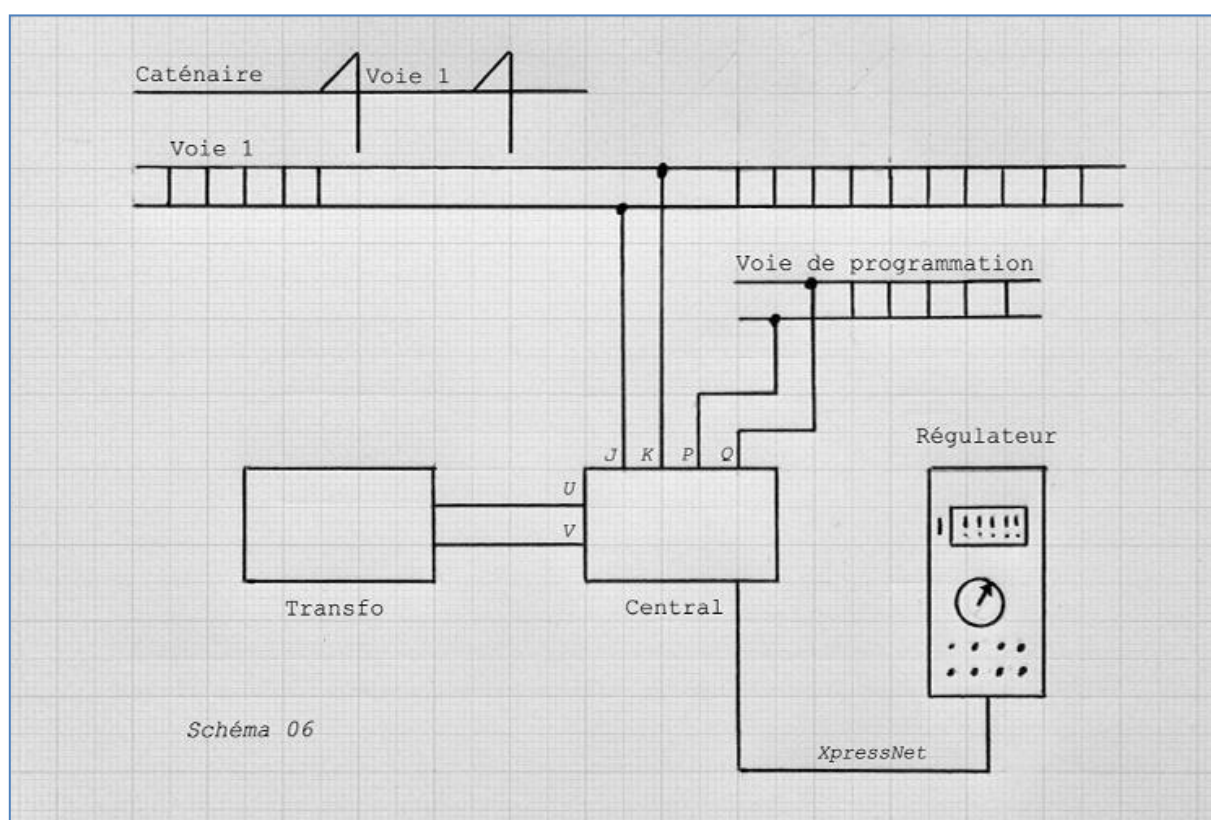 Caténaire
Voie 1
Voie 1
Voie de programmation
Régulateur
J K P Q
U
V
Transfo
Central
Schéma 06
XpressNet